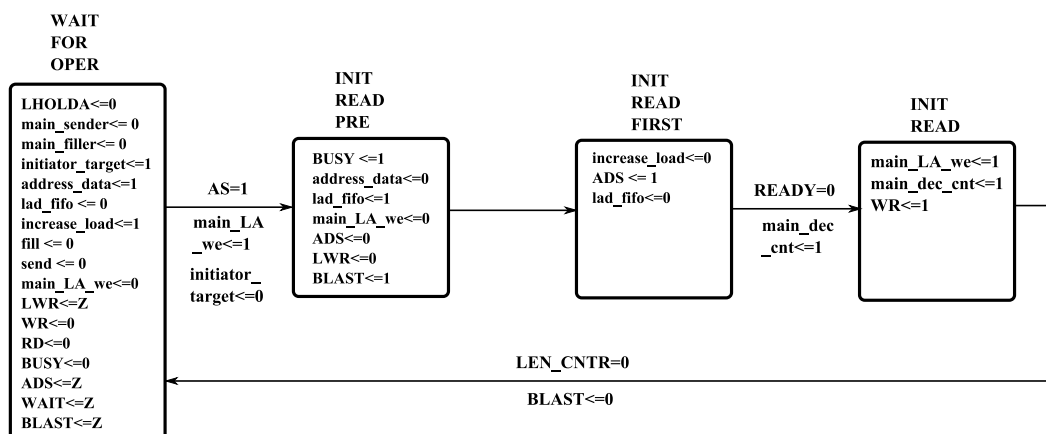 WAIT
FOR
OPER
LHOLDA<=0
main_sender<= 0
main_filler<= 0
initiator_target<=1
address_data<=1
lad_fifo <= 0
increase_load<=1
fill <= 0
send <= 0
main_LA_we<=0
LWR<=Z
WR<=0
RD<=0
BUSY<=0
ADS<=Z
WAIT<=Z
BLAST<=Z
AS=1
main_LA
_we<=1
initiator_
target<=0
INIT
READ
PRE
BUSY <=1
address_data<=0
lad_fifo<=1
main_LA_we<=0
ADS<=0
LWR<=0
BLAST<=1
INIT
READ
FIRST
increase_load<=0
ADS <= 1
lad_fifo<=0
READY=0
main_dec
_cnt<=1
INIT
READ
main_LA_we<=1
main_dec_cnt<=1
WR<=1
LEN_CNTR=0
BLAST<=0